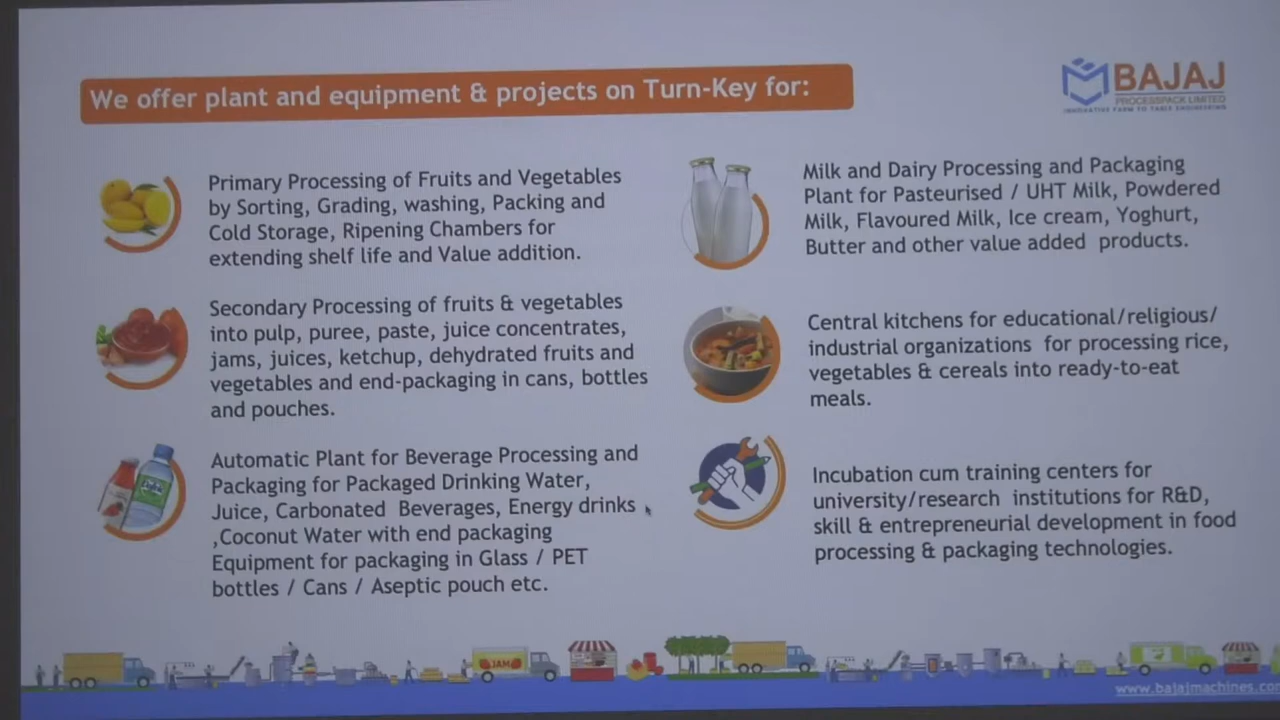 We offer plant and equipment & projects on Turn-Key for:
BAJAJ
PROCESSPACK LIMITED
INNOVATIVE FARM TO TABLE ENGINEERING
Primary Processing of Fruits and Vegetables
by Sorting, Grading, washing, Packing and
Cold Storage, Ripening Chambers for
extending shelf life and Value addition.
Secondary Processing of fruits & vegetables
into pulp, puree, paste, juice concentrates,
jams, juices, ketchup, dehydrated fruits and
vegetables and end-packaging in cans, bottles
and pouches.
Automatic Plant for Beverage Processing and
Packaging for Packaged Drinking Water,
Juice, Carbonated Beverages, Energy drinks
,Coconut Water with end packaging
Equipment for packaging in Glass / PET
bottles / Cans / Aseptic pouch etc.
Milk and Dairy Processing and Packaging
Plant for Pasteurised / UHT Milk, Powdered
Milk, Flavoured Milk, Ice cream, Yoghurt,
Butter and other value added products.
Central kitchens for educational/religious/
industrial organizations for processing rice,
vegetables & cereals into ready-to-eat
meals.
Incubation cum training centers for
university/research institutions for R&D,
skill & entrepreneurial development in food
processing & packaging technologies.
JAM
www.bajajmachines.co